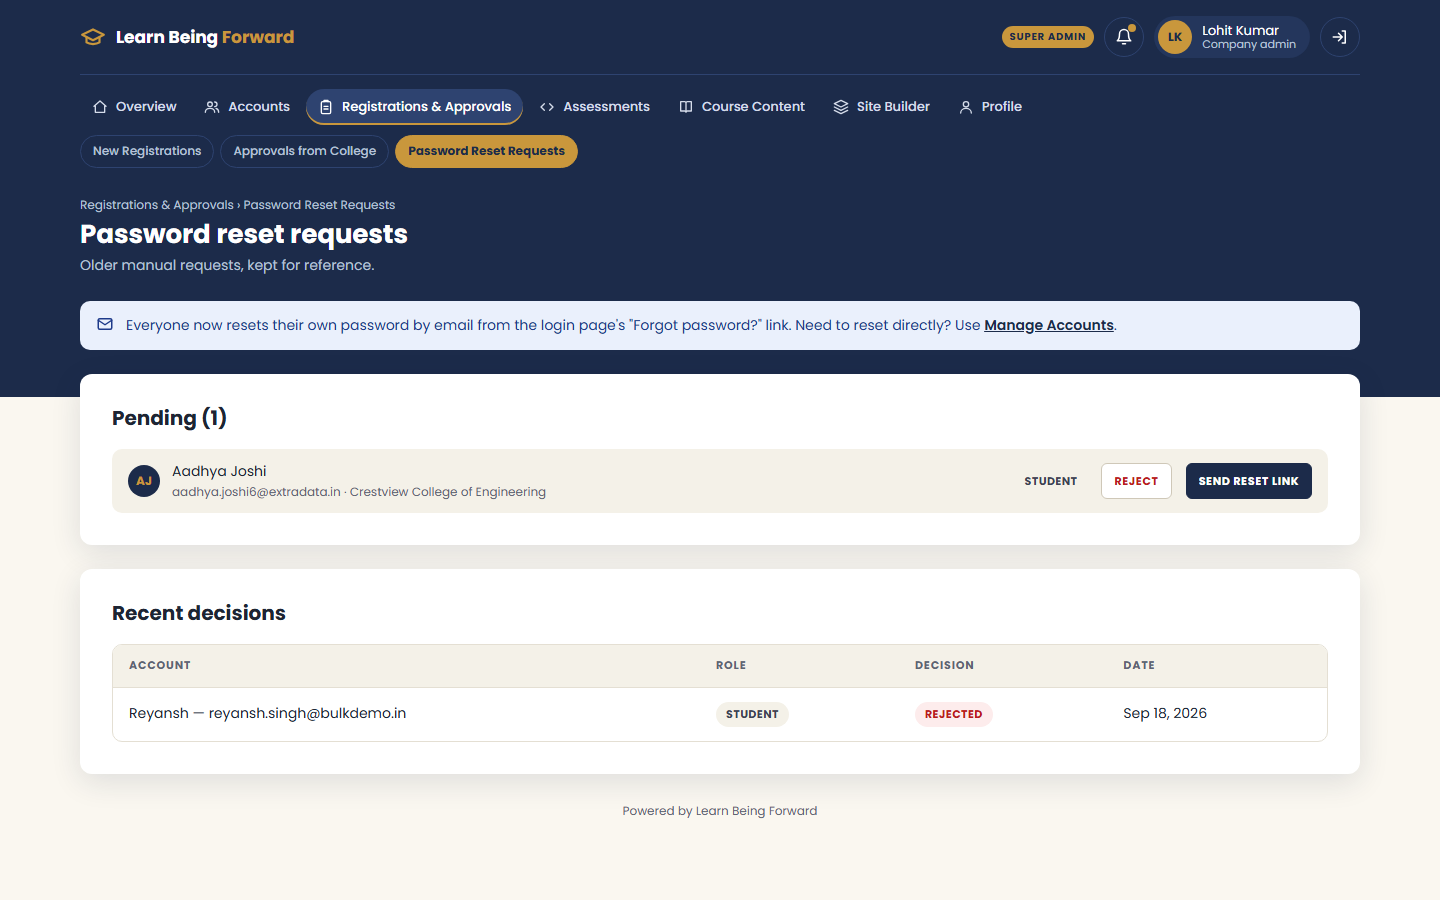 Learn Being Forward
SUPER ADMIN
LK
Lohit Kumar
Company admin
Overview
Accounts
Registrations & Approvals
Assessments
Course Content
Site Builder
Profile
New Registrations
Approvals from College
Password Reset Requests
Registrations & Approvals › Password Reset Requests
Password reset requests
Older manual requests, kept for reference.
Everyone now resets their own password by email from the login page's "Forgot password?" link. Need to reset directly? Use Manage Accounts.
Pending (1)
AJ
Aadhya Joshi
aadhya.joshi6@extradata.in · Crestview College of Engineering
STUDENT
REJECT
SEND RESET LINK
Recent decisions
ACCOUNT ROLE DECISION DATE
Reyansh — reyansh.singh@bulkdemo.in STUDENT REJECTED Sep 18, 2026
Powered by Learn Being Forward